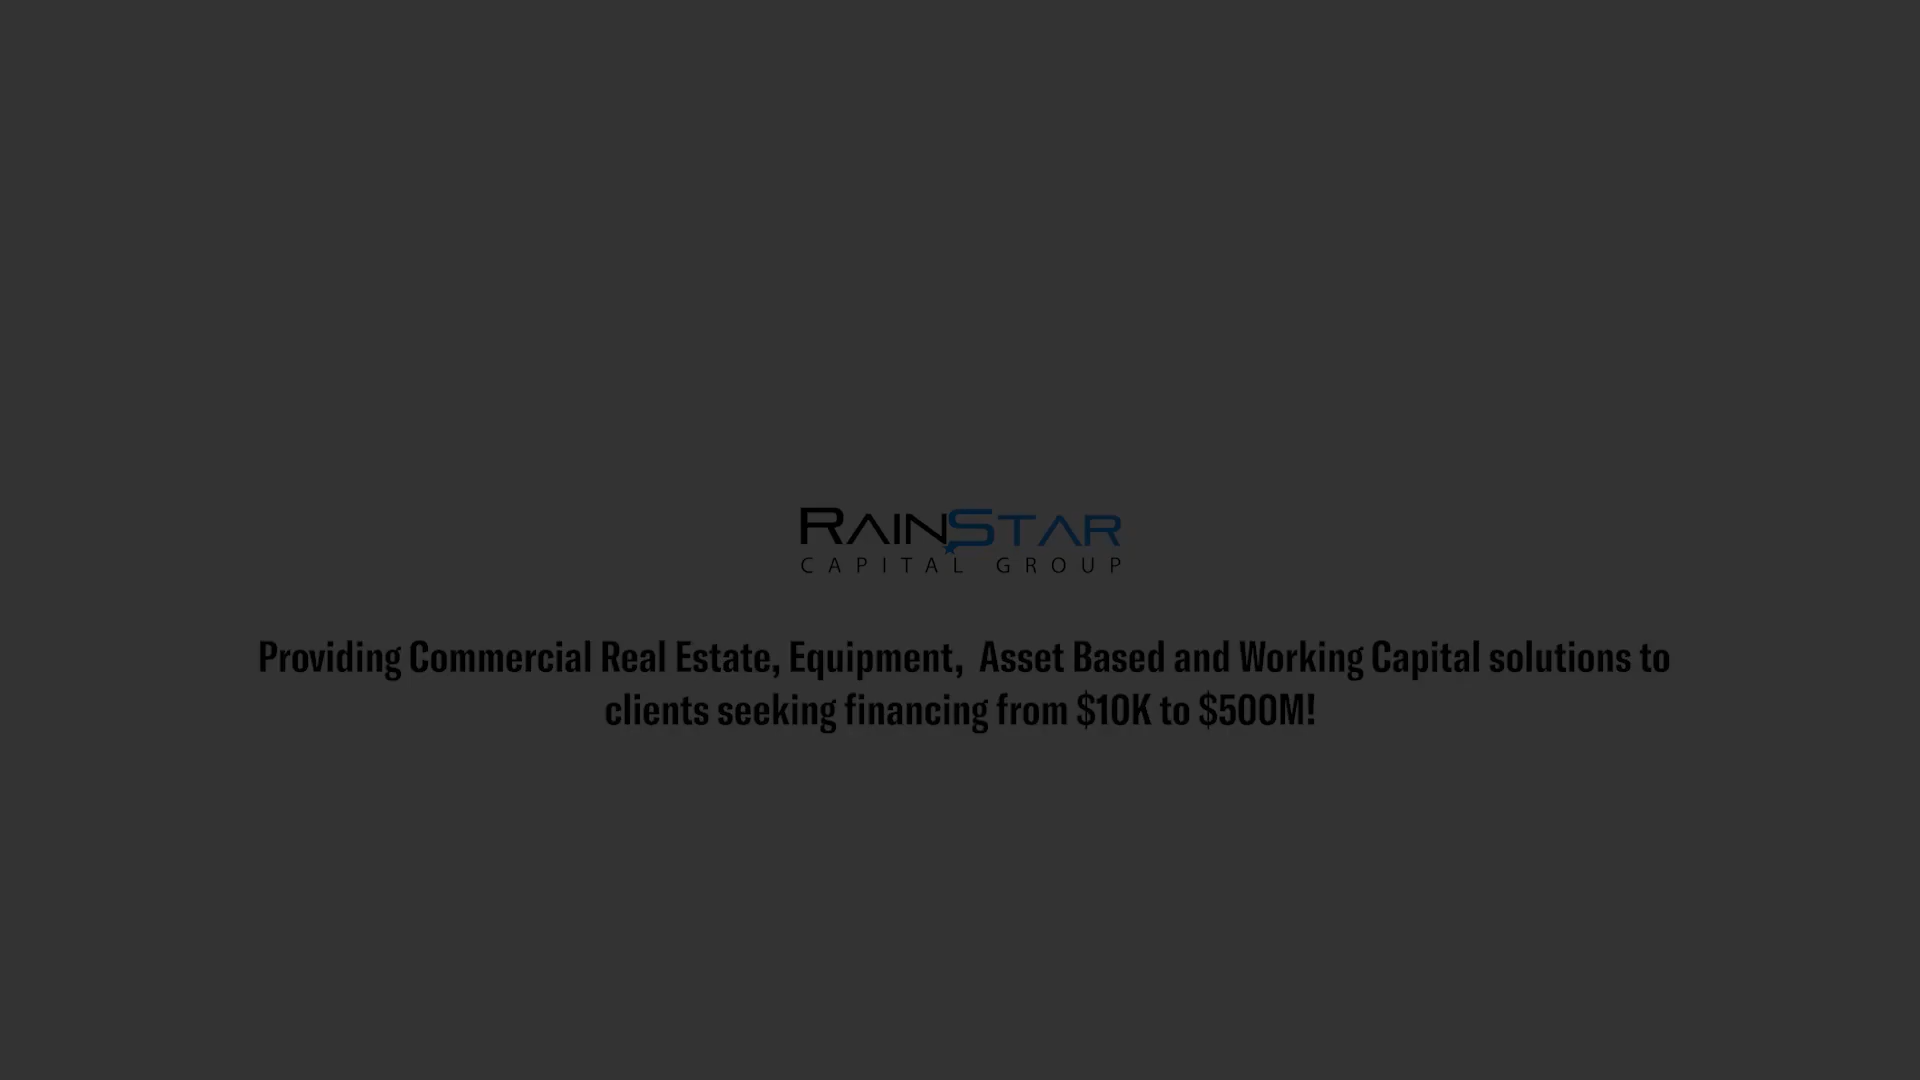 RAINSTAR
CAPITAL GROUP
Providing Commercial Real Estate, Equipment,  Asset Based and Working Capital solutions to
clients seeking financing from $10K to $500M!